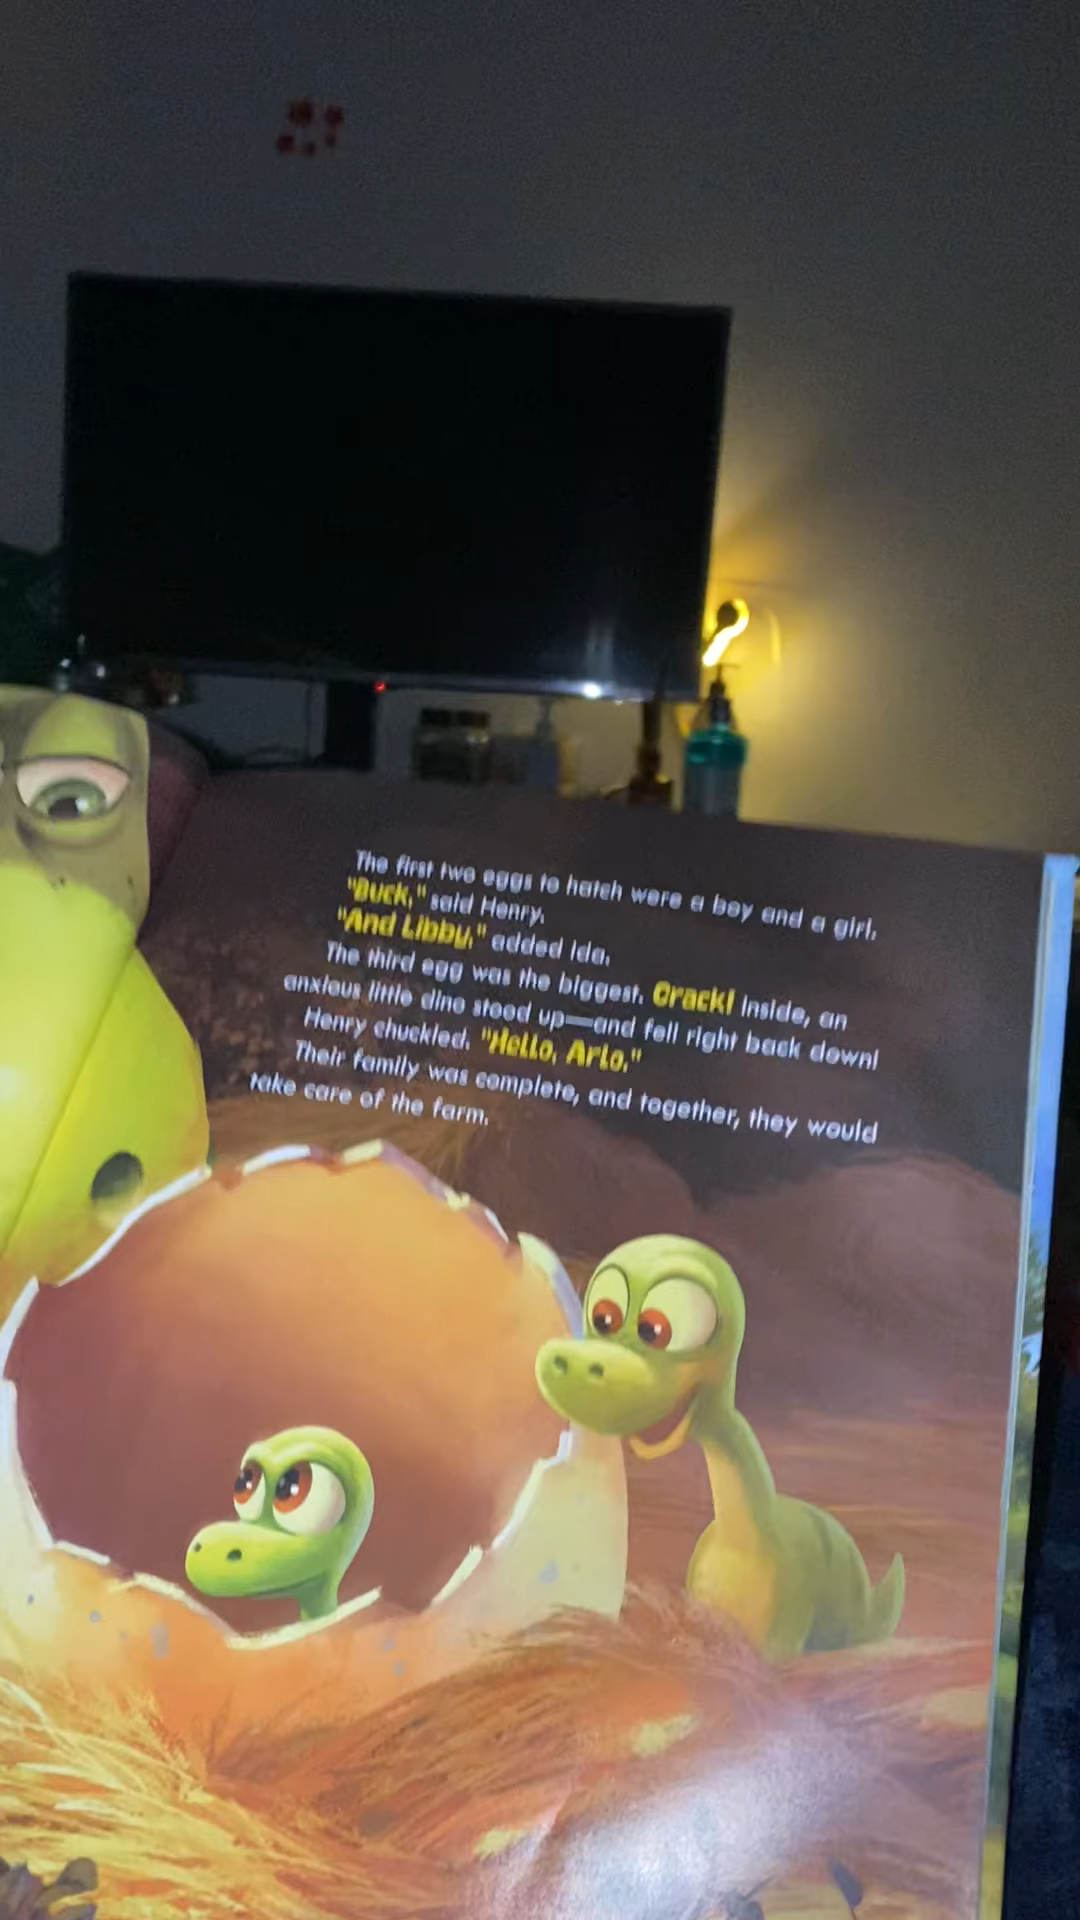 The first two eggs to hatch were a boy and a girl.
"Buck," said Henry.
"And Libby," added Ida.
The third egg was the biggest. Crack! Inside, an
anxious little dino stood up—and fell right back down!
Henry chuckled. "Hello, Arlo."
Their family was complete, and together, they would
take care of the farm.